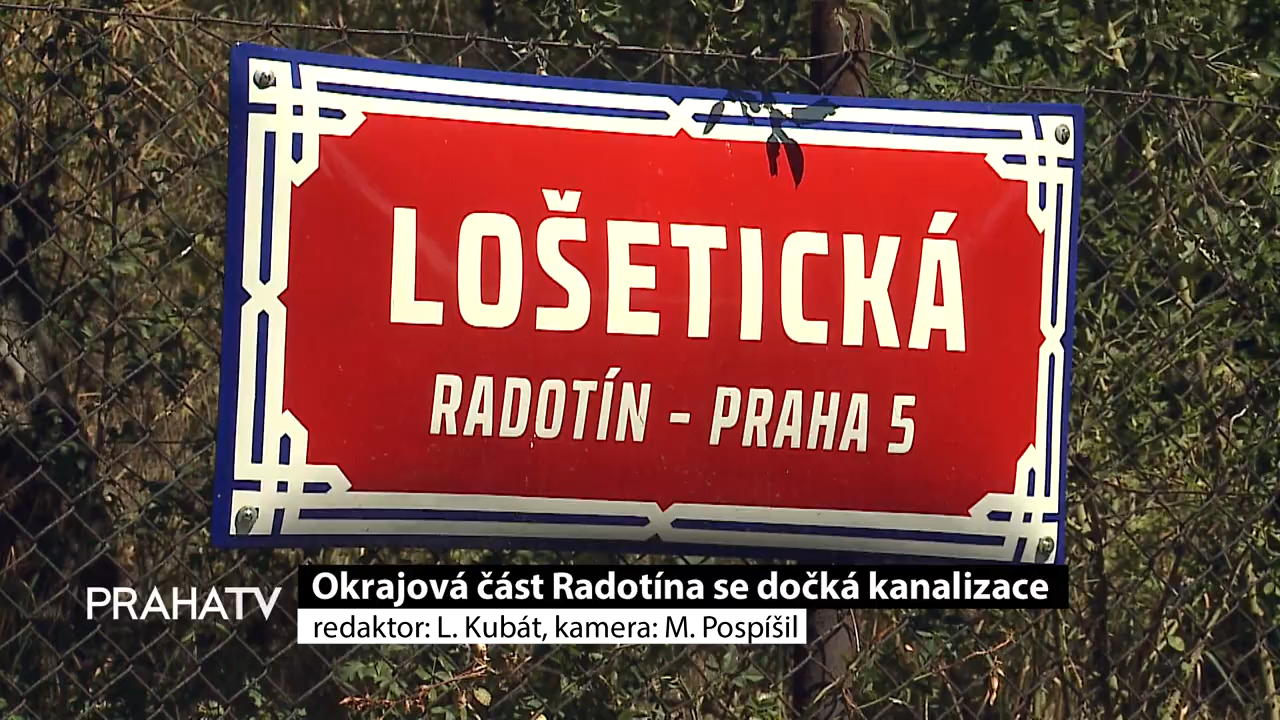 LOŠETICKÁ
RADOTÍN - PRAHA 5
PRAHATV
Okrajová část Radotína se dočká kanalizace
redaktor: L. Kubát, kamera: M. Pospíšil